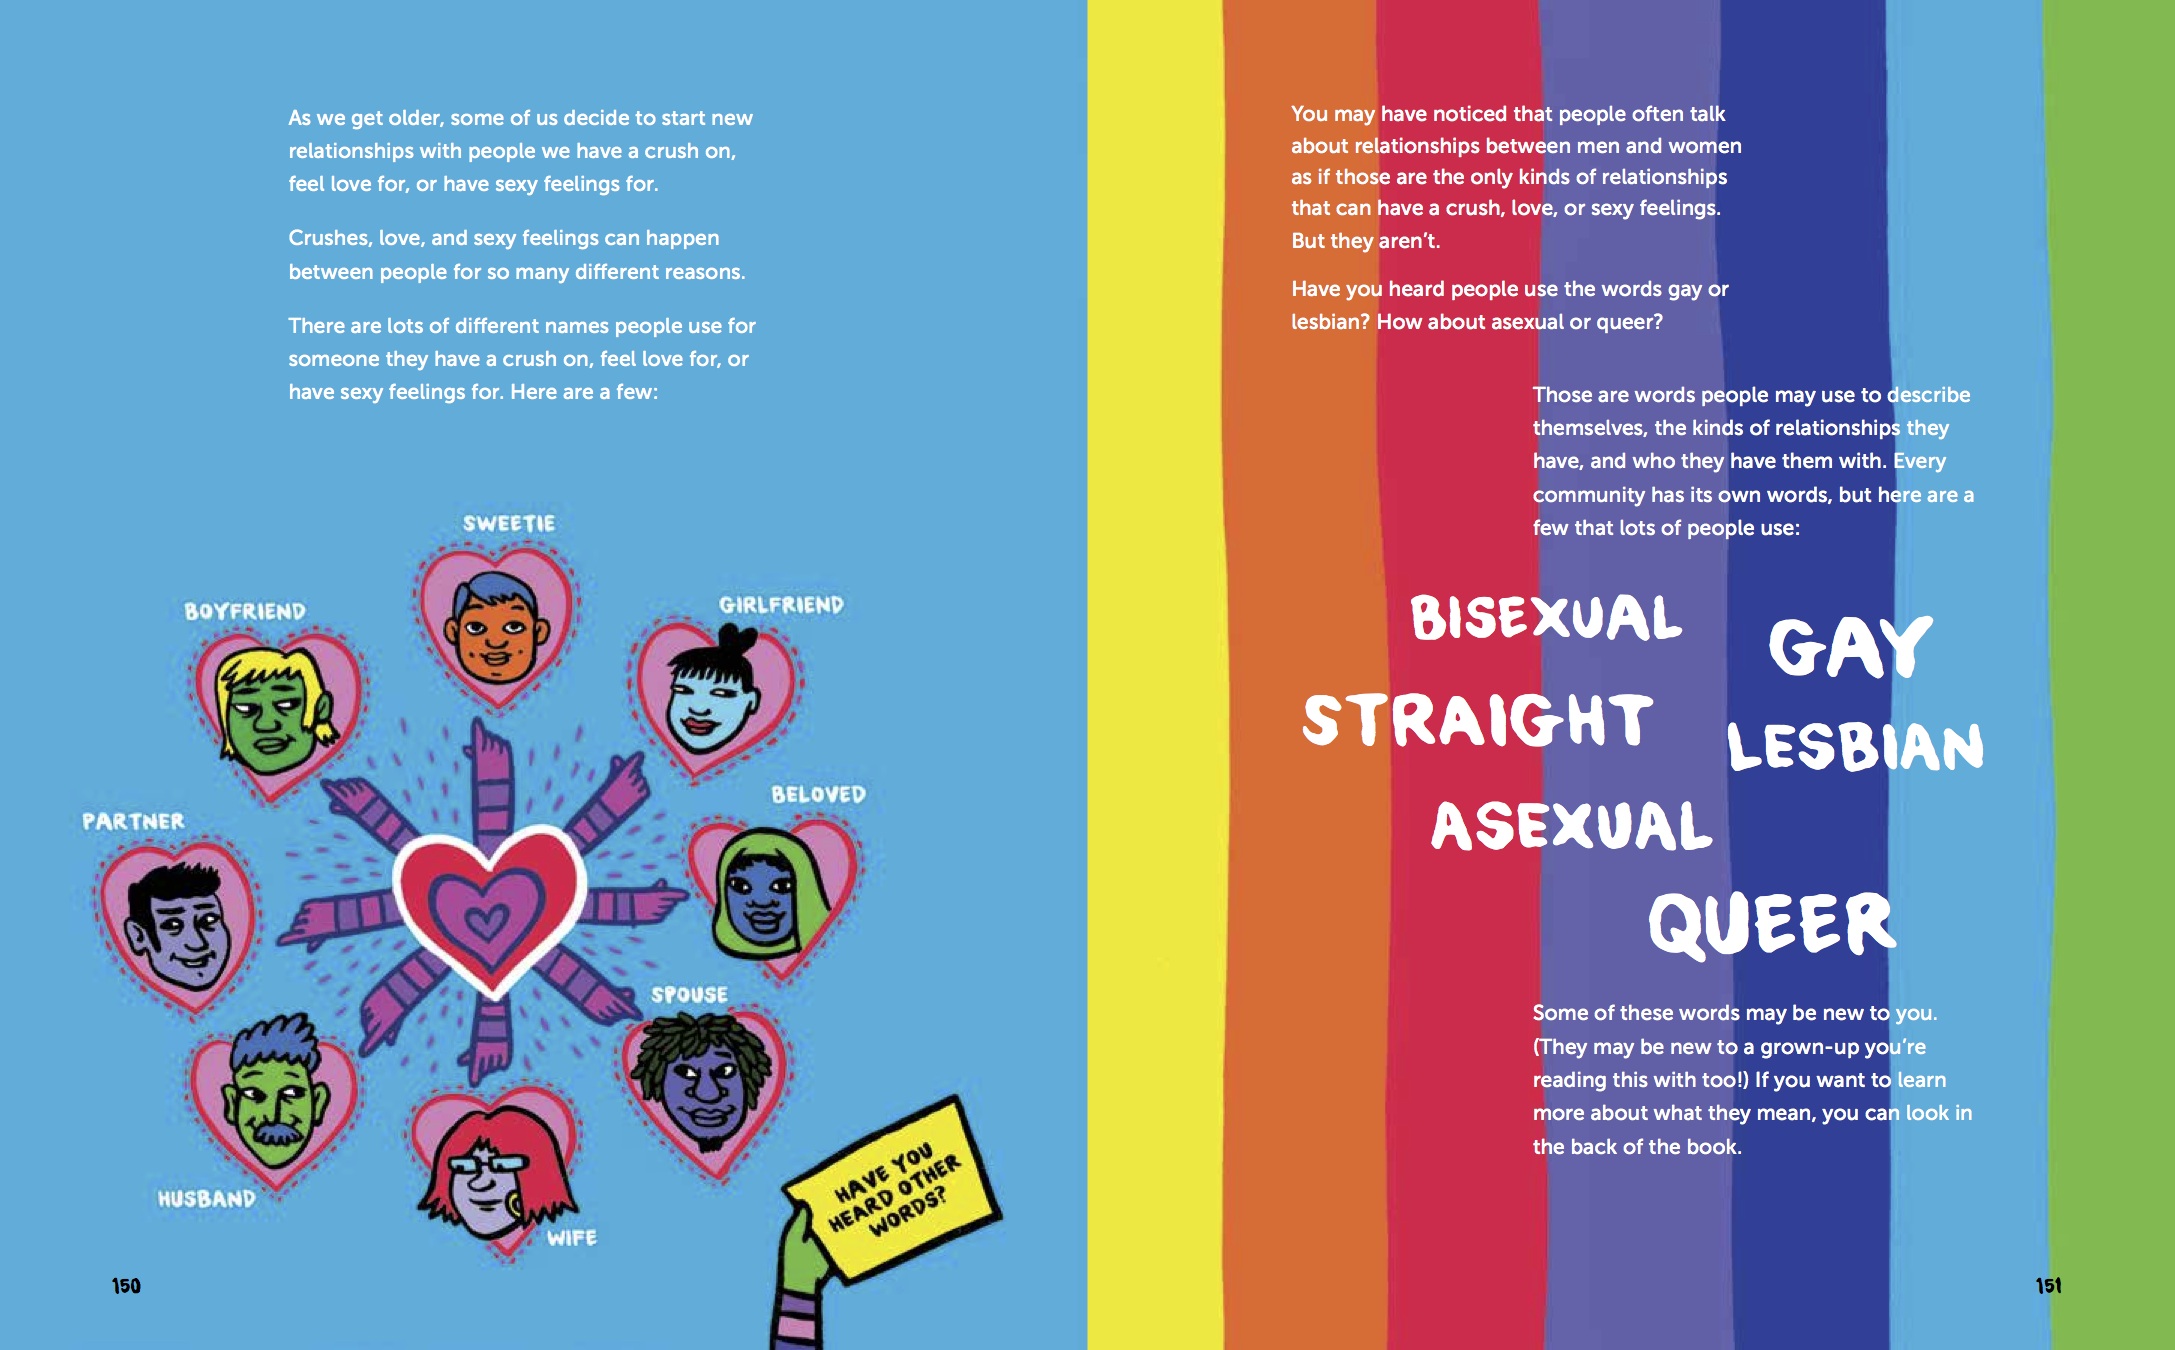 As we get older, some of us decide to start new
relationships with people we have a crush on,
feel love for, or have sexy feelings for.
Crushes, love, and sexy feelings can happen
between people for so many different reasons.
There are lots of different names people use for
someone they have a crush on, feel love for, or
have sexy feelings for. Here are a few:
SWEETIE
BOYFRIEND
GIRLFRIEND
BELOVED
PARTNER
SPOUSE
HUSBAND
WIFE
HAVE YOU
HEARD OTHER
WORDS?
150
You may have noticed that people often talk
about relationships between men and women
as if those are the only kinds of relationships
that can have a crush, love, or sexy feelings.
But they aren't.
Have you heard people use the words gay or
lesbian? How about asexual or queer?
Those are words people may use to describe
themselves, the kinds of relationships they
have, and who they have them with. Every
community has its own words, but here are a
few that lots of people use:
BISEXUAL
GAY
STRAIGHT
LESBIAN
ASEXUAL
QUEER
Some of these words may be new to you.
(They may be new to a grown-up you're
reading this with too!) If you want to learn
more about what they mean, you can look in
the back of the book.
151